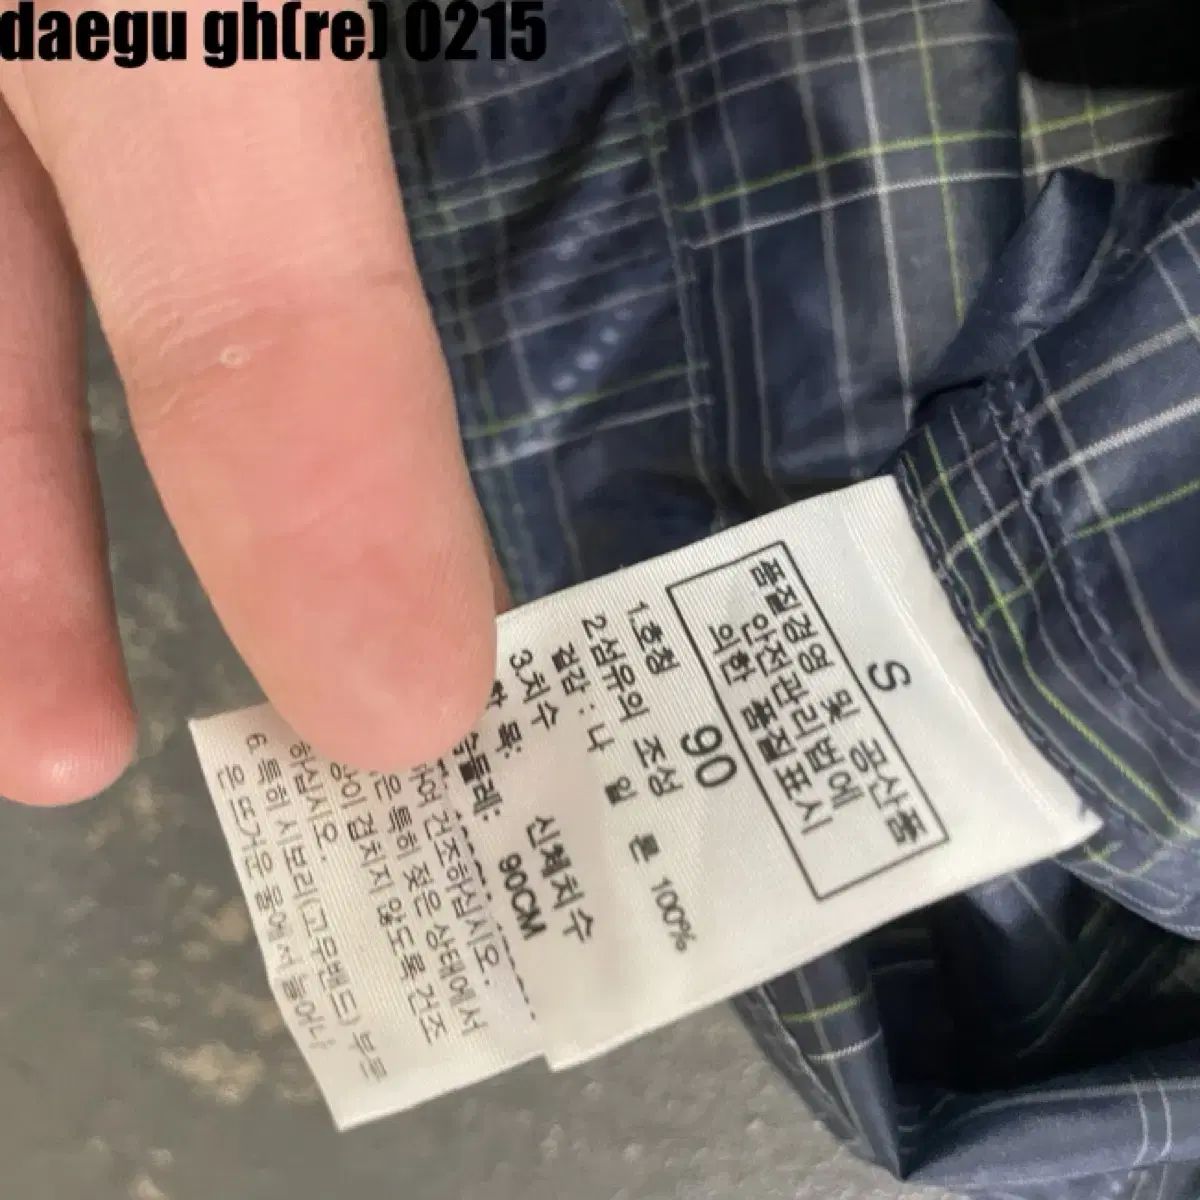 daegu gh(re) 0215
S
품질경영 및 공산품
안전관리법에
의한 품질표시
1.호칭 90
2.섬유의 조성
겉감 : 나 일 론 100%
3.치수 신체치수
90CM
하여 건조하십시오.
은 특히 젖은 상태에서
이 겹치지 않도록 건조
하십시오.
6. 특히 시보리(고무밴드) 부
은 뜨거운 물에서 늘어나